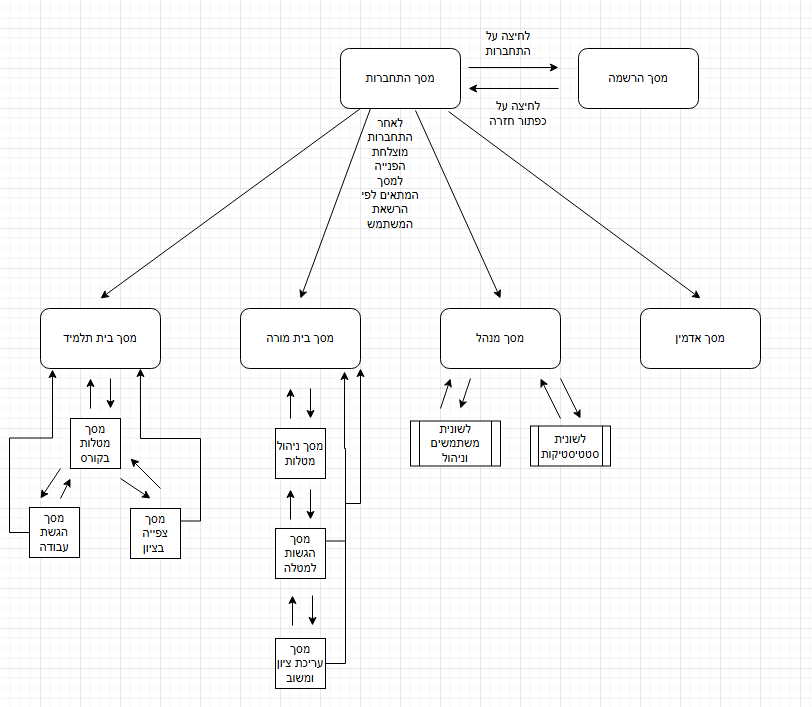 לחיצה על
התחברות
מסך התחברות
מסך הרשמה
לחיצה על
כפתור חזרה
לאחר
התחברות
מוצלחת
הפנייה
למסך
המתאים לפי
הרשאת
המשתמש
מסך בית תלמיד
מסך בית מורה
מסך מנהל
מסך אדמין
מסך
מטלות
בקורס
מסך ניהול
מטלות
לשונית
משתמשים
וניהול
לשונית
סטטיסטיקות
מסך
הגשת
עבודה
מסך
צפייה
בציון
מסך
הגשות
למטלה
מסך
עריכת ציון
ומשוב